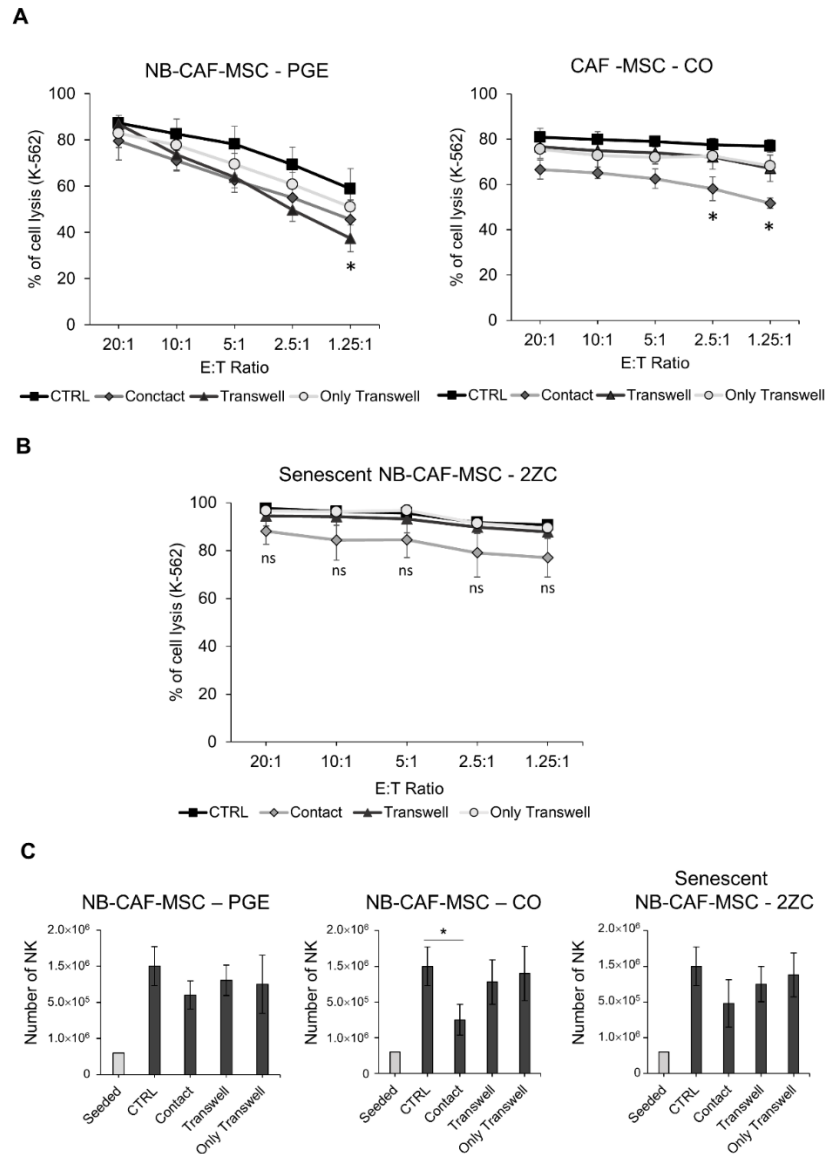 A
NB-CAF-MSC - PGE
CAF -MSC - CO
% of cell lysis (K-562)
100
80
60
40
20
0
20:1 10:1 5:1 2.5:1 1.25:1
E:T Ratio
*
CTRL Conctact Transwell Only Transwell
% of cell lysis (K-562)
100
80
60
40
20
0
* *
20:1 10:1 5:1 2.5:1 1.25:1
E:T Ratio
CTRL Contact Transwell Only Transwell
B
Senescent NB-CAF-MSC - 2ZC
% of cell lysis (K-562)
100
80
60
40
20
0
ns ns ns ns ns
20:1 10:1 5:1 2.5:1 1.25:1
E:T Ratio
CTRL Contact Transwell Only Transwell
C
NB-CAF-MSC – PGE
Number of NK
2.0×10⁶
1.5×10⁶
5.0×10⁵
1.0×10⁶
0
Seeded CTRL Contact Transwell Only Transwell
NB-CAF-MSC – CO
Number of NK
2.0×10⁶
1.5×10⁶
5.0×10⁵
1.0×10⁶
0
*
Seeded CTRL Contact Transwell Only Transwell
Senescent
NB-CAF-MSC - 2ZC
Number of NK
2.0×10⁶
1.5×10⁶
5.0×10⁵
1.0×10⁶
0
Seeded CTRL Contact Transwell Only Transwell